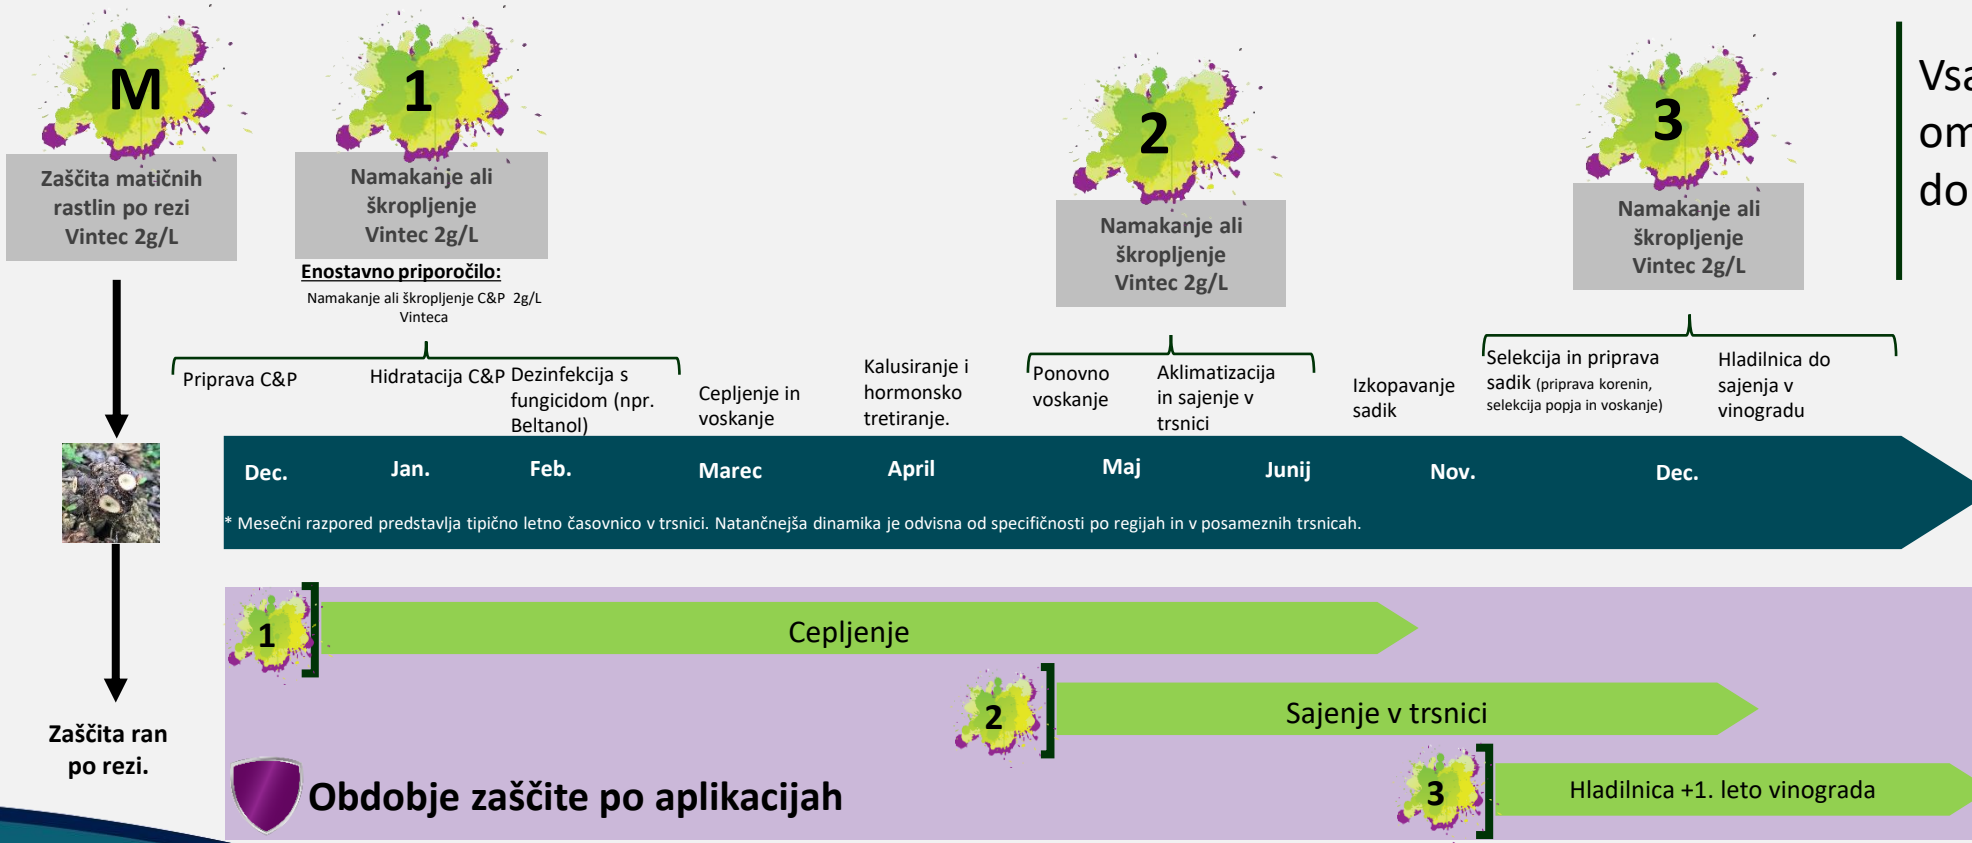 M
Zaščita matičnih
rastlin po rezi
Vintec 2g/L
1
Namakanje ali
škropljenje
Vintec 2g/L
Enostavno priporočilo:
Namakanje ali škropljenje C&P 2g/L
Vinteca
2
Namakanje ali
škropljenje
Vintec 2g/L
3
Namakanje ali
škropljenje
Vintec 2g/L
Vsa
om
do
Priprava C&P
Hidratacija C&P
Dezinfekcija s
fungicidom (npr.
Beltanol)
Cepljenje in
voskanje
Kalusiranje i
hormonsko
tretiranje.
Ponovno
voskanje
Aklimatizacija
in sajenje v
trsnici
Izkopavanje
sadik
Selekcija in priprava
sadik (priprava korenin,
selekcija popja in voskanje)
Hladilnica do
sajenja v
vinogradu
Dec.
Jan.
Feb.
Marec
April
Maj
Junij
Nov.
Dec.
* Mesečni razpored predstavlja tipično letno časovnico v trsnici. Natančnejša dinamika je odvisna od specifičnosti po regijah in v posameznih trsnicah.
Zaščita ran
po rezi.
1
Cepljenje
2
Sajenje v trsnici
3
Hladilnica +1. leto vinograda
Obdobje zaščite po aplikacijah